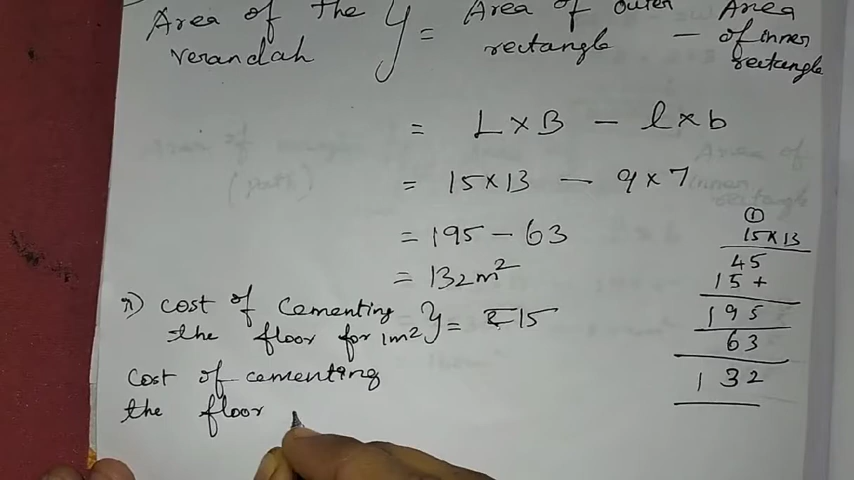 Area of the } = Area of outer Area
verandah rectangle – of inner
rectangle
= L × B – l × b
= 15 × 13 – 9 × 7
= 195 – 63
= 132 m²
ii) cost of cementing } = ₹ 15
the floor for 1m²
cost of cementing
the floor
①
15 × 13
45
15 +
195
63
132